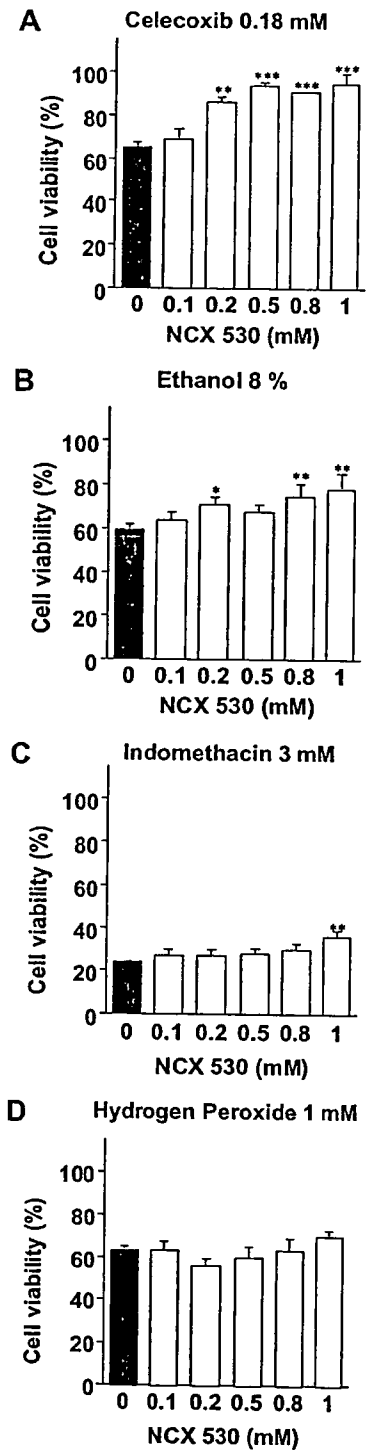 A Celecoxib 0.18 mM
Cell viability (%)
100
80
60
40
20
0
** *** *** ***
0 0.1 0.2 0.5 0.8 1
NCX 530 (mM)
B Ethanol 8 %
Cell viability (%)
100
80
60
40
20
0
* ** **
0 0.1 0.2 0.5 0.8 1
NCX 530 (mM)
C Indomethacin 3 mM
Cell viability (%)
100
80
60
40
20
0
**
0 0.1 0.2 0.5 0.8 1
NCX 530 (mM)
D Hydrogen Peroxide 1 mM
Cell viability (%)
100
80
60
40
20
0
0 0.1 0.2 0.5 0.8 1
NCX 530 (mM)